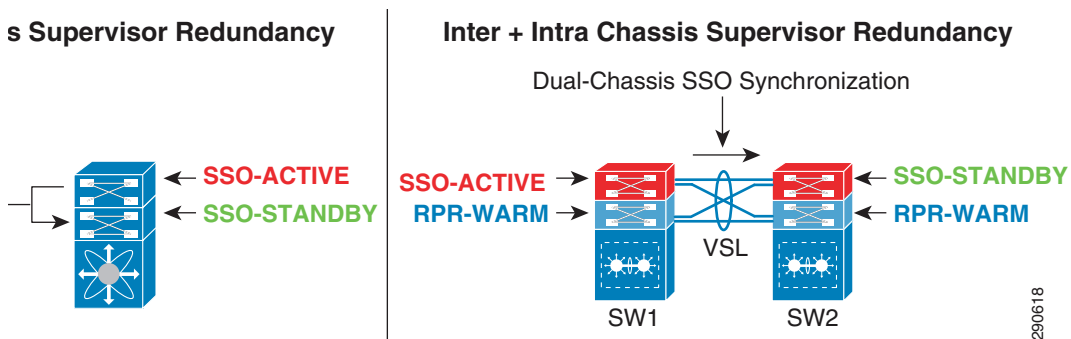 s Supervisor Redundancy
SSO-ACTIVE
SSO-STANDBY
Inter + Intra Chassis Supervisor Redundancy
Dual-Chassis SSO Synchronization
SSO-ACTIVE
RPR-WARM
SSO-STANDBY
RPR-WARM
VSL
SW1
SW2
290618